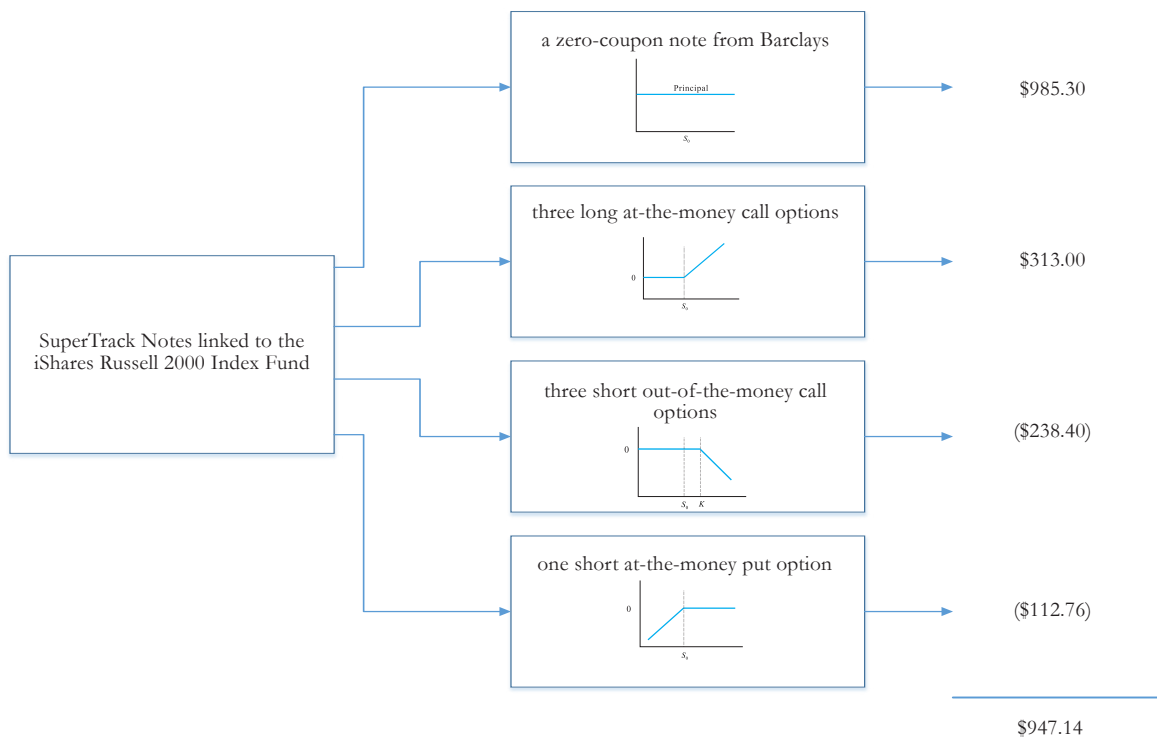 a zero-coupon note from Barclays
Principal
S₀
$985.30
three long at-the-money call options
0
S₀
$313.00
SuperTrack Notes linked to the
iShares Russell 2000 Index Fund
three short out-of-the-money call
options
0
S₀ K
($238.40)
one short at-the-money put option
0
S₀
($112.76)
$947.14